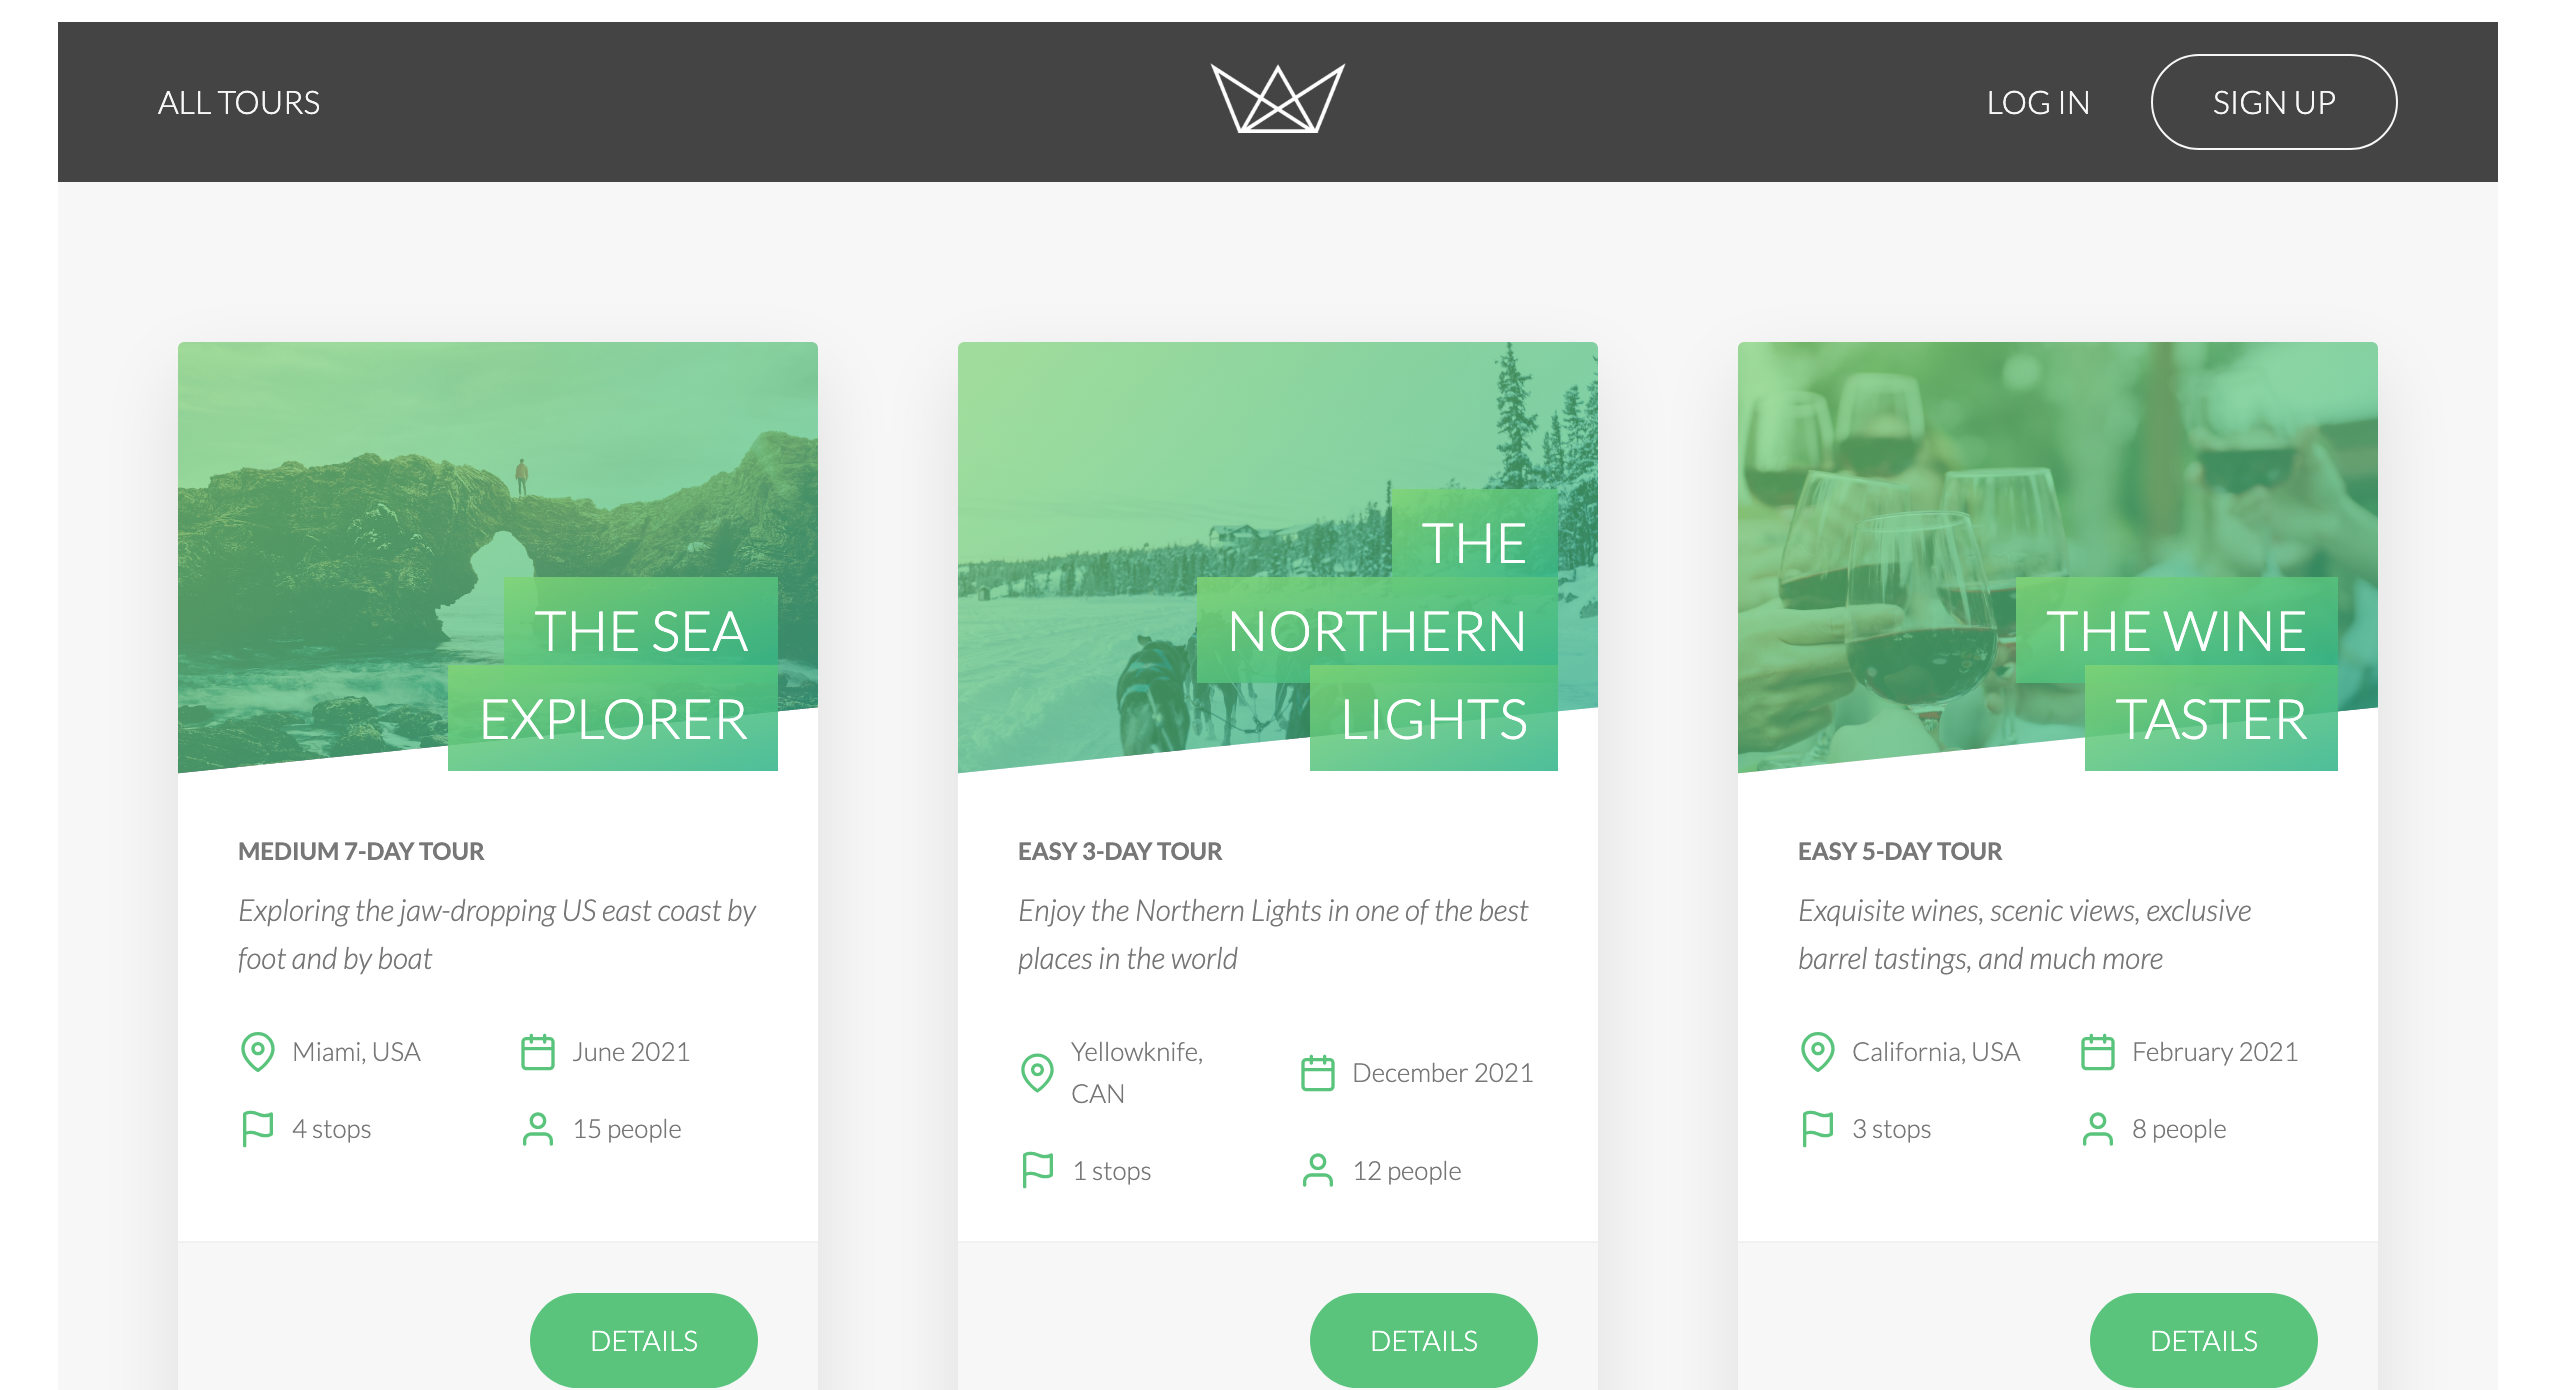 ALL TOURS
LOG IN
SIGN UP
THE SEA
EXPLORER
MEDIUM 7-DAY TOUR
Exploring the jaw-dropping US east coast by
foot and by boat
Miami, USA
June 2021
4 stops
15 people
DETAILS
THE
NORTHERN
LIGHTS
EASY 3-DAY TOUR
Enjoy the Northern Lights in one of the best
places in the world
Yellowknife,
CAN
December 2021
1 stops
12 people
DETAILS
THE WINE
TASTER
EASY 5-DAY TOUR
Exquisite wines, scenic views, exclusive
barrel tastings, and much more
California, USA
February 2021
3 stops
8 people
DETAILS